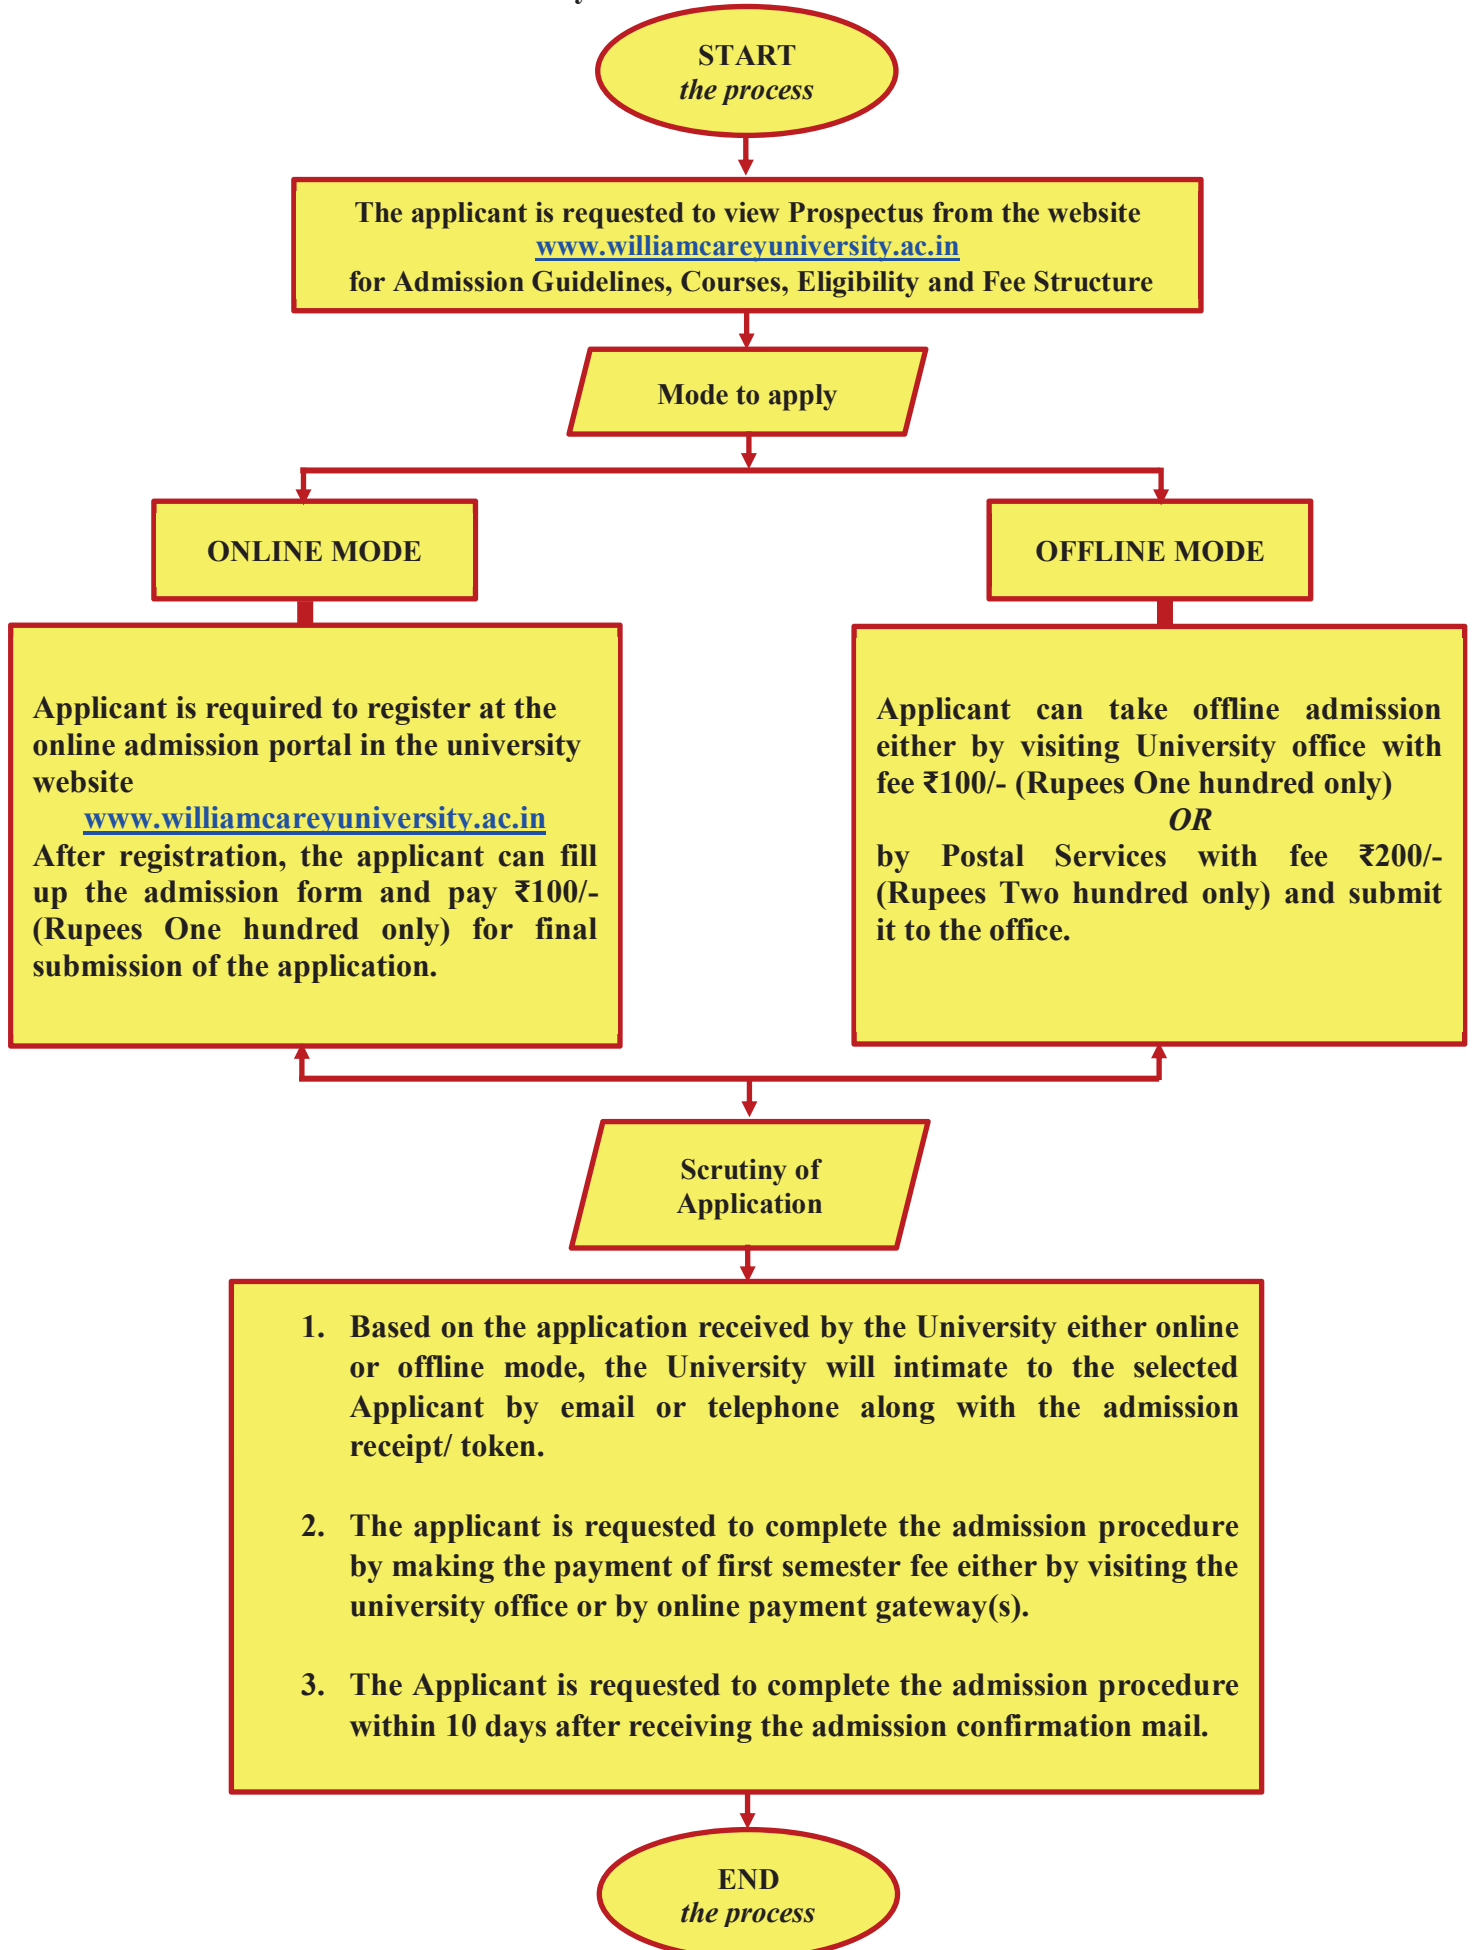 START
the process
The applicant is requested to view Prospectus from the website
www.williamcareyuniversity.ac.in
for Admission Guidelines, Courses, Eligibility and Fee Structure
Mode to apply
ONLINE MODE
OFFLINE MODE
Applicant is required to register at the
online admission portal in the university
website
www.williamcareyuniversity.ac.in
After registration, the applicant can fill
up the admission form and pay ₹100/-
(Rupees One hundred only) for final
submission of the application.
Applicant can take offline admission
either by visiting University office with
fee ₹100/- (Rupees One hundred only)
OR
by Postal Services with fee ₹200/-
(Rupees Two hundred only) and submit
it to the office.
Scrutiny of
Application
1. Based on the application received by the University either online
or offline mode, the University will intimate to the selected
Applicant by email or telephone along with the admission
receipt/ token.
2. The applicant is requested to complete the admission procedure
by making the payment of first semester fee either by visiting the
university office or by online payment gateway(s).
3. The Applicant is requested to complete the admission procedure
within 10 days after receiving the admission confirmation mail.
END
the process